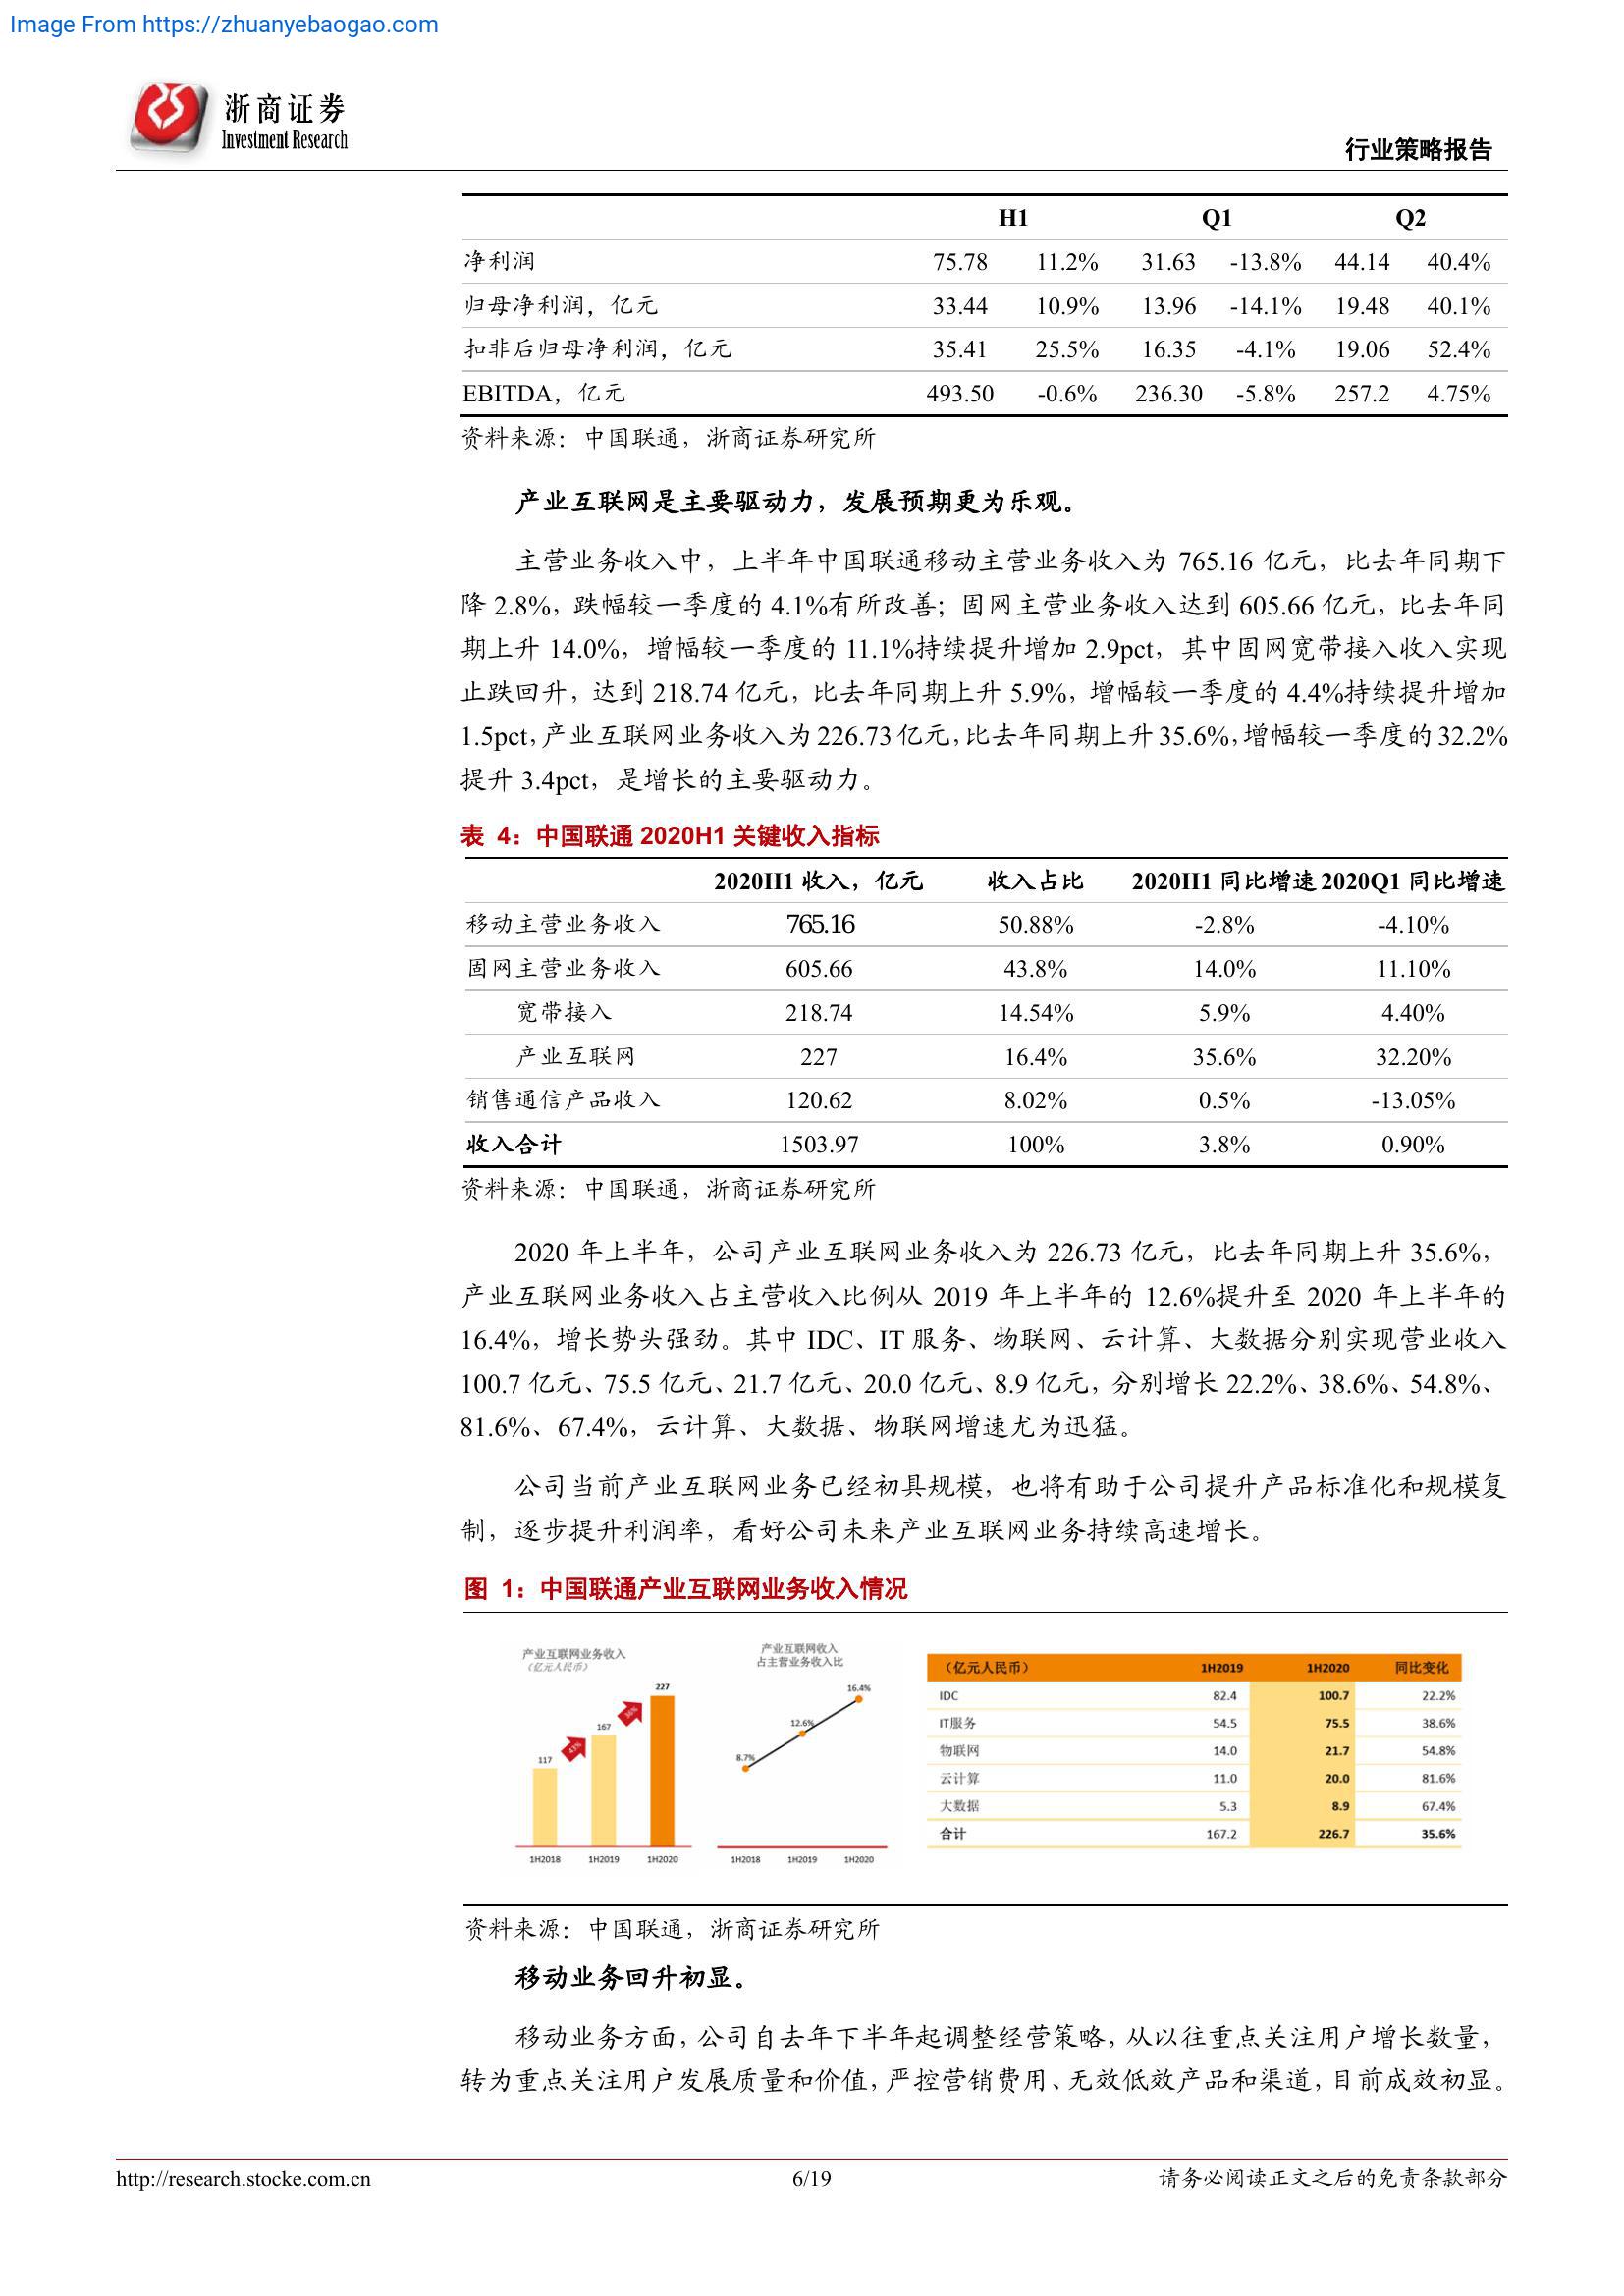 Image From https://zhuanyebaogao.com
浙商证券
Investment Research
行业策略报告
H1 Q1 Q2
净利润 75.78 11.2% 31.63 -13.8% 44.14 40.4%
归母净利润，亿元 33.44 10.9% 13.96 -14.1% 19.48 40.1%
扣非后归母净利润，亿元 35.41 25.5% 16.35 -4.1% 19.06 52.4%
EBITDA，亿元 493.50 -0.6% 236.30 -5.8% 257.2 4.75%
资料来源：中国联通，浙商证券研究所
产业互联网是主要驱动力，发展预期更为乐观。
主营业务收入中，上半年中国联通移动主营业务收入为 765.16 亿元，比去年同期下
降 2.8%，跌幅较一季度的 4.1%有所改善；固网主营业务收入达到 605.66 亿元，比去年同
期上升 14.0%，增幅较一季度的 11.1%持续提升增加 2.9pct，其中固网宽带接入收入实现
止跌回升，达到 218.74 亿元，比去年同期上升 5.9%，增幅较一季度的 4.4%持续提升增加
1.5pct，产业互联网业务收入为 226.73 亿元，比去年同期上升 35.6%，增幅较一季度的 32.2%
提升 3.4pct，是增长的主要驱动力。
表 4：中国联通 2020H1 关键收入指标
2020H1 收入，亿元 收入占比 2020H1 同比增速 2020Q1 同比增速
移动主营业务收入 765.16 50.88% -2.8% -4.10%
固网主营业务收入 605.66 43.8% 14.0% 11.10%
宽带接入 218.74 14.54% 5.9% 4.40%
产业互联网 227 16.4% 35.6% 32.20%
销售通信产品收入 120.62 8.02% 0.5% -13.05%
收入合计 1503.97 100% 3.8% 0.90%
资料来源：中国联通，浙商证券研究所
2020 年上半年，公司产业互联网业务收入为 226.73 亿元，比去年同期上升 35.6%，
产业互联网业务收入占主营收入比例从 2019 年上半年的 12.6%提升至 2020 年上半年的
16.4%，增长势头强劲。其中 IDC、IT 服务、物联网、云计算、大数据分别实现营业收入
100.7 亿元、75.5 亿元、21.7 亿元、20.0 亿元、8.9 亿元，分别增长 22.2%、38.6%、54.8%、
81.6%、67.4%，云计算、大数据、物联网增速尤为迅猛。
公司当前产业互联网业务已经初具规模，也将有助于公司提升产品标准化和规模复
制，逐步提升利润率，看好公司未来产业互联网业务持续高速增长。
图 1：中国联通产业互联网业务收入情况
产业互联网业务收入
（亿元人民币）
227
36%
167
43%
117
1H2018 1H2019 1H2020
产业互联网收入
占主营业务收入比
16.4%
12.6%
8.7%
1H2018 1H2019 1H2020
（亿元人民币） 1H2019 1H2020 同比变化
IDC 82.4 100.7 22.2%
IT服务 54.5 75.5 38.6%
物联网 14.0 21.7 54.8%
云计算 11.0 20.0 81.6%
大数据 5.3 8.9 67.4%
合计 167.2 226.7 35.6%
资料来源：中国联通，浙商证券研究所
移动业务回升初显。
移动业务方面，公司自去年下半年起调整经营策略，从以往重点关注用户增长数量，
转为重点关注用户发展质量和价值，严控营销费用、无效低效产品和渠道，目前成效初显。
http://research.stocke.com.cn 6/19 请务必阅读正文之后的免责条款部分